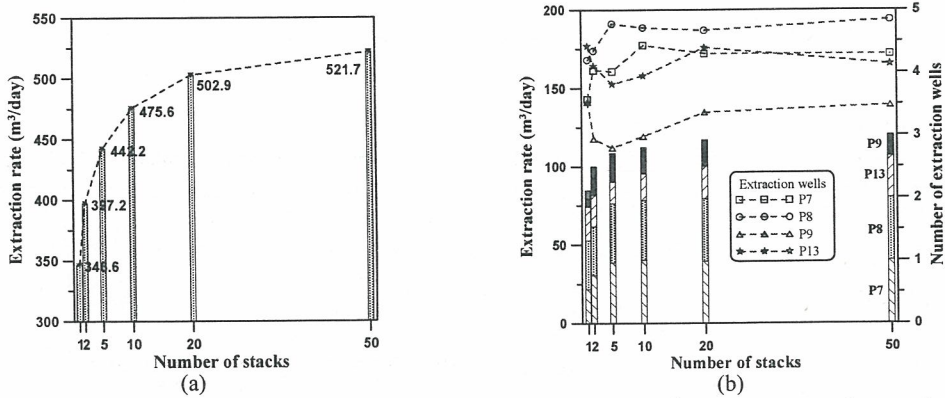 550
500
450
400
350
300
Extraction rate (m³/day)
346.6
397.2
442.2
475.6
502.9
521.7
1 2 5 10 20 50
Number of stacks
(a)
200
150
100
50
0
Extraction rate (m³/day)
5
4
3
2
1
0
Number of extraction wells
P9
P13
P8
P7
Extraction wells
P7
P8
P9
P13
1 2 5 10 20 50
Number of stacks
(b)